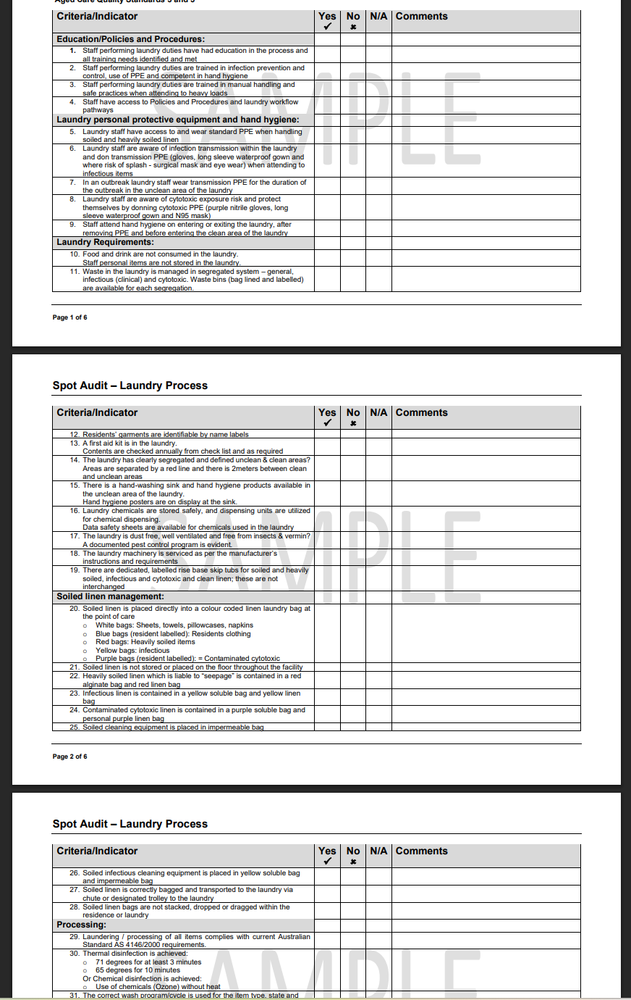 Aged Care Quality Standards 3 and 5
Criteria/Indicator Yes No N/A Comments
✓ ✖
Education/Policies and Procedures:
1. Staff performing laundry duties have had education in the process and
all training needs identified and met
2. Staff performing laundry duties are trained in infection prevention and
control, use of PPE and competent in hand hygiene
3. Staff performing laundry duties are trained in manual handling and
safe practices when attending to heavy loads
4. Staff have access to Policies and Procedures and laundry workflow
pathways
Laundry personal protective equipment and hand hygiene:
5. Laundry staff have access to and wear standard PPE when handling
soiled and heavily soiled linen
6. Laundry staff are aware of infection transmission within the laundry
and don transmission PPE (gloves, long sleeve waterproof gown and
where risk of splash - surgical mask and eye wear) when attending to
infectious items
7. In an outbreak laundry staff wear transmission PPE for the duration of
the outbreak in the unclean area of the laundry
8. Laundry staff are aware of cytotoxic exposure risk and protect
themselves by donning cytotoxic PPE (purple nitrile gloves, long
sleeve waterproof gown and N95 mask)
9. Staff attend hand hygiene on entering or exiting the laundry, after
removing PPE and before entering the clean area of the laundry
Laundry Requirements:
10. Food and drink are not consumed in the laundry.
Staff personal items are not stored in the laundry.
11. Waste in the laundry is managed in segregated system – general,
infectious (clinical) and cytotoxic. Waste bins (bag lined and labelled)
are available for each segregation.
SAMPLE
Page 1 of 6
Spot Audit – Laundry Process
Criteria/Indicator Yes No N/A Comments
✓ ✖
12. Residents' garments are identifiable by name labels
13. A first aid kit is in the laundry.
Contents are checked annually from check list and as required
14. The laundry has clearly segregated and defined unclean & clean areas?
Areas are separated by a red line and there is 2meters between clean
and unclean areas
15. There is a hand-washing sink and hand hygiene products available in
the unclean area of the laundry.
Hand hygiene posters are on display at the sink.
16. Laundry chemicals are stored safely, and dispensing units are utilized
for chemical dispensing.
Data safety sheets are available for chemicals used in the laundry
17. The laundry is dust free, well ventilated and free from insects & vermin?
A documented pest control program is evident.
18. The laundry machinery is serviced as per the manufacturer's
instructions and requirements
19. There are dedicated, labelled rise base skip tubs for soiled and heavily
soiled, infectious and cytotoxic and clean linen; these are not
interchanged
Soiled linen management:
20. Soiled linen is placed directly into a colour coded linen laundry bag at
the point of care
o White bags: Sheets, towels, pillowcases, napkins
o Blue bags (resident labelled): Residents clothing
o Red bags: Heavily soiled items
o Yellow bags: infectious
o Purple bags (resident labelled): = Contaminated cytotoxic
21. Soiled linen is not stored or placed on the floor throughout the facility
22. Heavily soiled linen which is liable to "seepage" is contained in a red
alginate bag and red linen bag
23. Infectious linen is contained in a yellow soluble bag and yellow linen
bag
24. Contaminated cytotoxic linen is contained in a purple soluble bag and
personal purple linen bag
25. Soiled cleaning equipment is placed in impermeable bag
SAMPLE
Page 2 of 6
Spot Audit – Laundry Process
Criteria/Indicator Yes No N/A Comments
✓ ✖
26. Soiled infectious cleaning equipment is placed in yellow soluble bag
and impermeable bag
27. Soiled linen is correctly bagged and transported to the laundry via
chute or designated trolley to the laundry
28. Soiled linen bags are not stacked, dropped or dragged within the
residence or laundry
Processing:
29. Laundering / processing of all items complies with current Australian
Standard AS 4146/2000 requirements.
30. Thermal disinfection is achieved:
o 71 degrees for at least 3 minutes
o 65 degrees for 10 minutes
Or Chemical disinfection is achieved:
o Use of chemicals (Ozone) without heat
31. The correct wash program/cycle is used for the item type, state and
SAMPLE